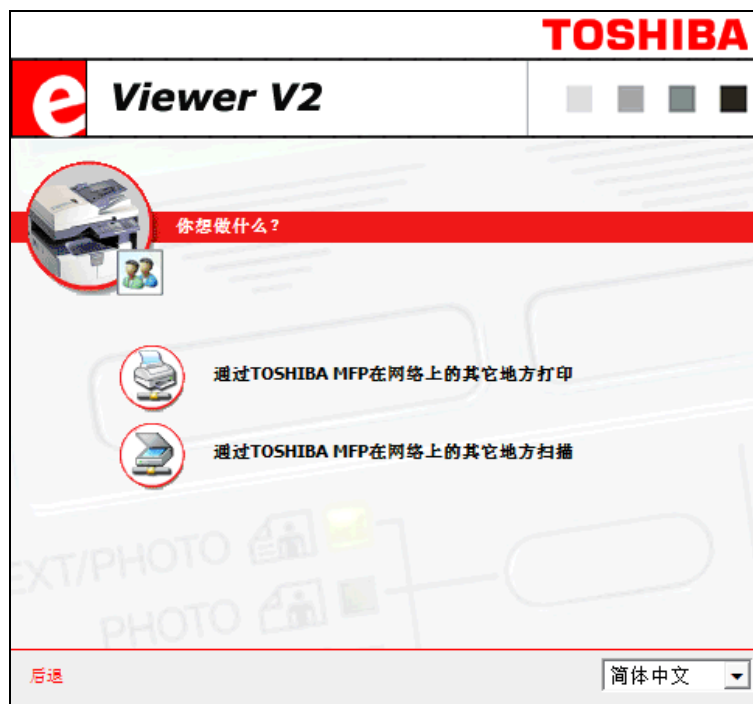 TOSHIBA
e Viewer V2
你想做什么？
通过TOSHIBA MFP在网络上的其它地方打印
通过TOSHIBA MFP在网络上的其它地方扫描
EXT/PHOTO
PHOTO
后退
简体中文